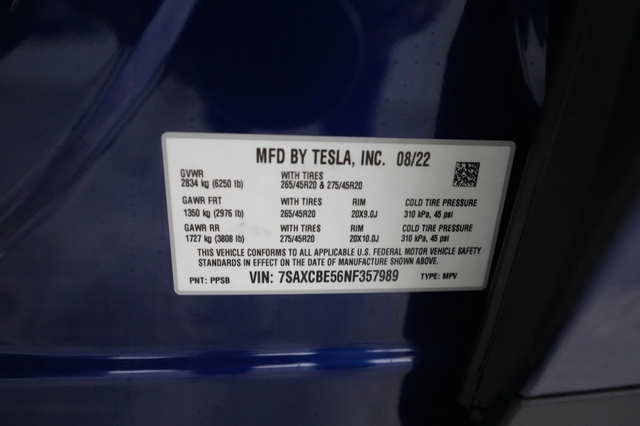 MFD BY TESLA, INC. 08/22
GVWR WITH TIRES
2834 kg (6250 lb) 265/45R20 & 275/45R20
GAWR FRT WITH TIRES RIM COLD TIRE PRESSURE
1350 kg (2976 lb) 265/45R20 20X9.0J 310 kPa, 45 psi
GAWR RR WITH TIRES RIM COLD TIRE PRESSURE
1727 kg (3808 lb) 275/45R20 20X10.0J 310 kPa, 45 psi
THIS VEHICLE CONFORMS TO ALL APPLICABLE U.S. FEDERAL MOTOR VEHICLE SAFETY
STANDARDS IN EFFECT ON THE DATE OF MANUFACTURE SHOWN ABOVE.
PNT: PPSB VIN: 7SAXCBE56NF357989 TYPE: MPV